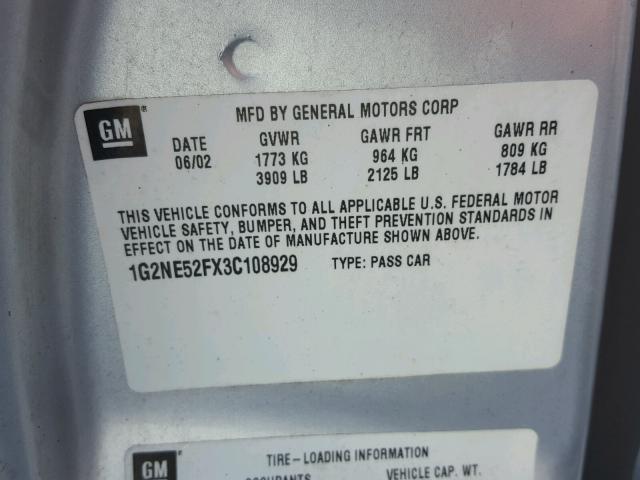 GM
MFD BY GENERAL MOTORS CORP
DATE GVWR GAWR FRT GAWR RR
06/02 1773 KG 964 KG 809 KG
3909 LB 2125 LB 1784 LB
THIS VEHICLE CONFORMS TO ALL APPLICABLE U.S. FEDERAL MOTOR
VEHICLE SAFETY, BUMPER, AND THEFT PREVENTION STANDARDS IN
EFFECT ON THE DATE OF MANUFACTURE SHOWN ABOVE.
1G2NE52FX3C108929 TYPE: PASS CAR
GM
TIRE-LOADING INFORMATION
OCCUPANTS VEHICLE CAP. WT.